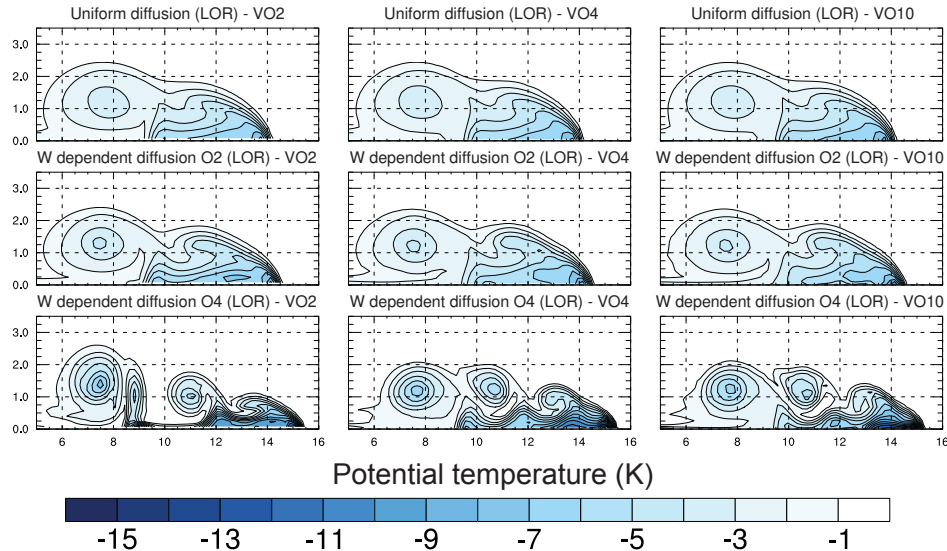 Uniform diffusion (LOR) - VO2 Uniform diffusion (LOR) - VO4 Uniform diffusion (LOR) - VO10
3.0
2.0
1.0
0.0
W dependent diffusion O2 (LOR) - VO2 W dependent diffusion O2 (LOR) - VO4 W dependent diffusion O2 (LOR) - VO10
3.0
2.0
1.0
0.0
W dependent diffusion O4 (LOR) - VO2 W dependent diffusion O4 (LOR) - VO4 W dependent diffusion O4 (LOR) - VO10
3.0
2.0
1.0
0.0
6 8 10 12 14 16 6 8 10 12 14 16 6 8 10 12 14 16
Potential temperature (K)
-15 -13 -11 -9 -7 -5 -3 -1